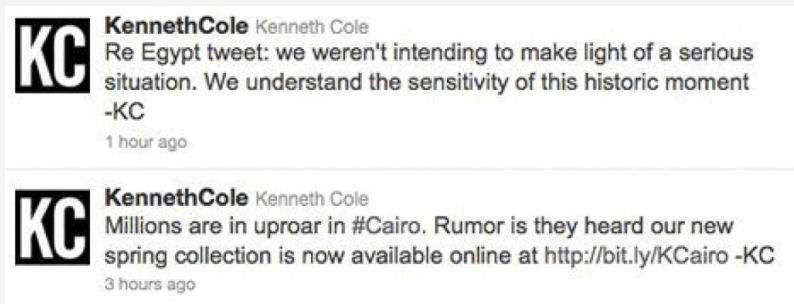 KC
KennethCole Kenneth Cole
Re Egypt tweet: we weren't intending to make light of a serious
situation. We understand the sensitivity of this historic moment
-KC
1 hour ago
KC
KennethCole Kenneth Cole
Millions are in uproar in #Cairo. Rumor is they heard our new
spring collection is now available online at http://bit.ly/KCairo -KC
3 hours ago